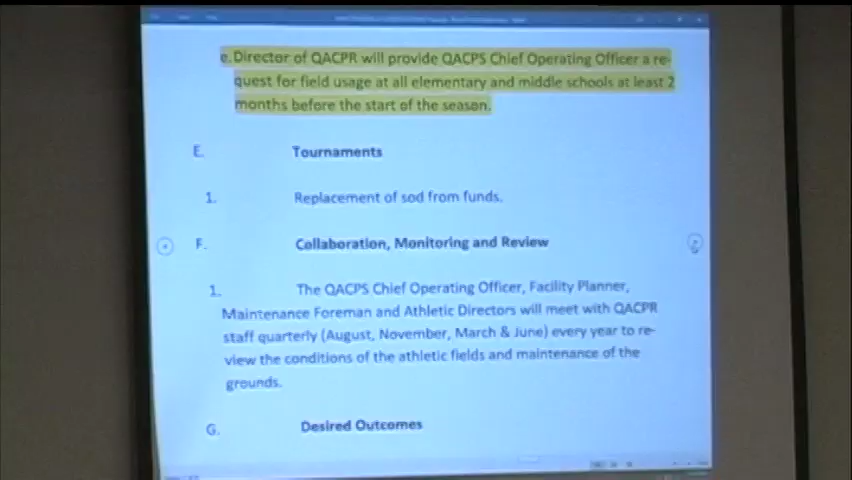 e. Director of QACPR will provide QACPS Chief Operating Officer a re-
quest for field usage at all elementary and middle schools at least 2
months before the start of the season.
E. Tournaments
1. Replacement of sod from funds.
F. Collaboration, Monitoring and Review
1. The QACPS Chief Operating Officer, Facility Planner,
Maintenance Foreman and Athletic Directors will meet with QACPR
staff quarterly (August, November, March & June) every year to re-
view the conditions of the athletic fields and maintenance of the
grounds.
G. Desired Outcomes